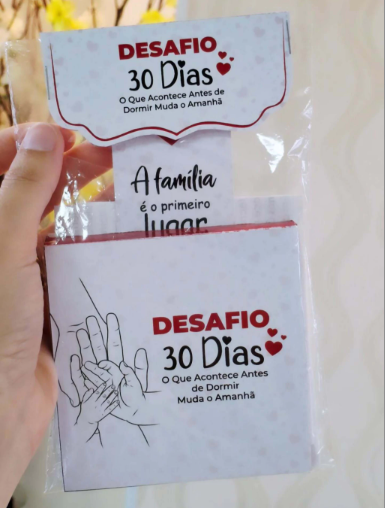 DESAFIO
30 Dias
O Que Acontece Antes de
Dormir Muda o Amanhã
A família
é o primeiro
lugar
DESAFIO
30 Dias
O Que Acontece Antes
de Dormir
Muda o Amanhã